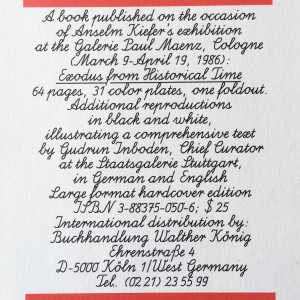 A book published on the occasion
of Anselm Kiefer's exhibition
at the Galerie Paul Maenz, Cologne
(March 9-April 19, 1986):
Exodus from Historical Time
64 pages, 31 color plates, one foldout.
Additional reproductions
in black and white,
illustrating a comprehensive text
by Gudrun Inboden, Chief Curator
at the Staatsgalerie Stuttgart,
in German and English
Large format hardcover edition
ISBN 3-88375-050-6; $ 25
International distribution by:
Buchhandlung Walther König
Ehrenstraße 4
D-5000 Köln 1/West Germany
Tel. (02 21) 23 55 99